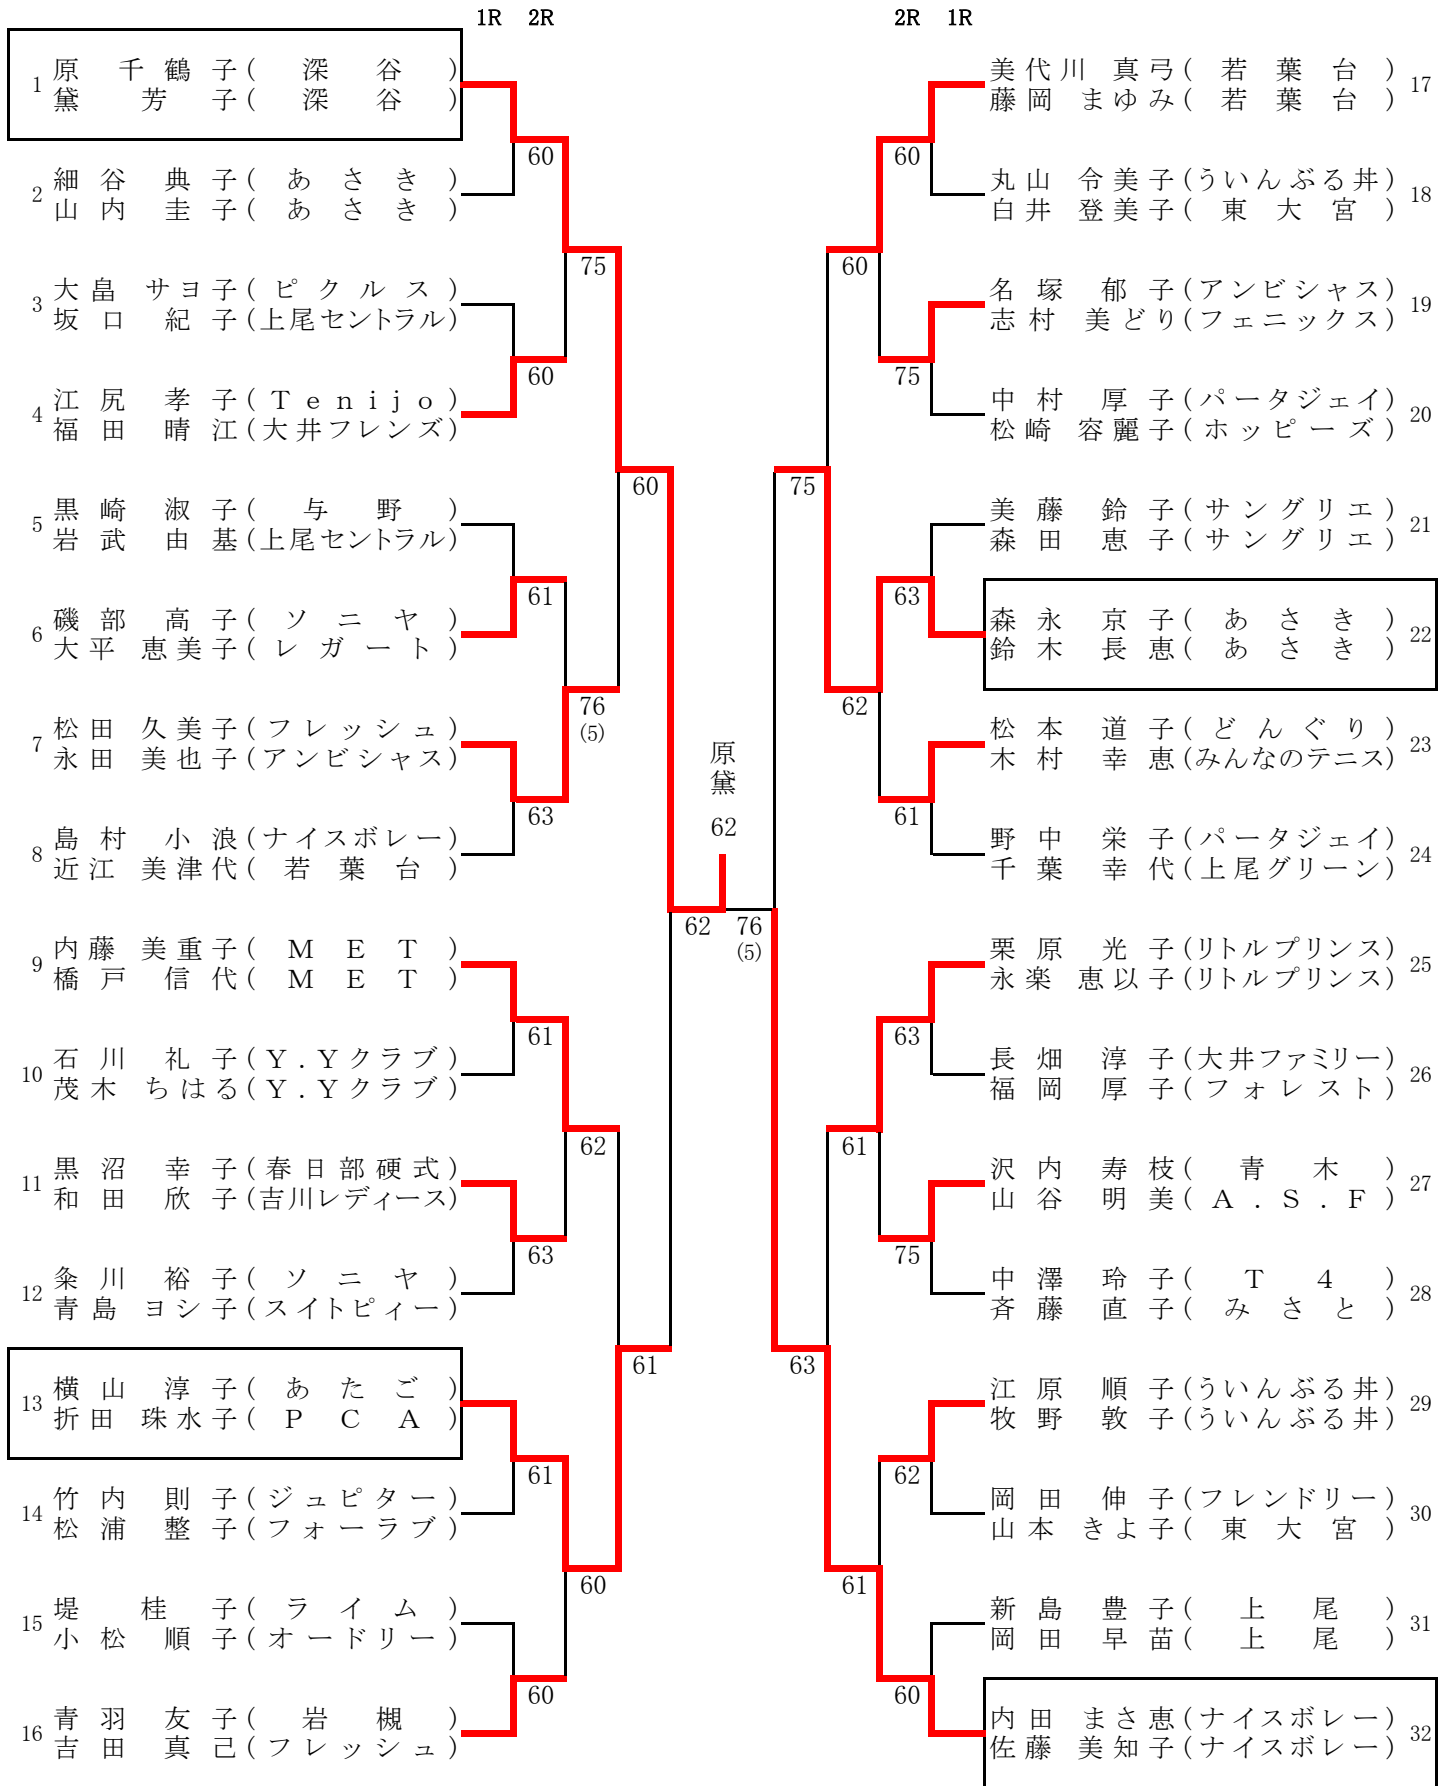 1R 2R
2R 1R
1
原 千鶴子(深谷)
黛 芳子(深谷)
60
2
細谷 典子(あさき)
山内 圭子(あさき)
75
3
大畠 サヨ子(ピクルス)
坂口 紀子(上尾セントラル)
60
4
江尻 孝子(Tenijo)
福田 晴江(大井フレンズ)
60
5
黒崎 淑子(与野)
岩武 由基(上尾セントラル)
61
6
磯部 高子(ソニヤ)
大平 恵美子(レガート)
76
(5)
7
松田 久美子(フレッシュ)
永田 美也子(アンビシャス)
63
8
島村 小浪(ナイスボレー)
近江 美津代(若葉台)
62
9
内藤 美重子(MET)
橋戸 信代(MET)
61
10
石川 礼子(Y.Yクラブ)
茂木 ちはる(Y.Yクラブ)
62
11
黒沼 幸子(春日部硬式)
和田 欣子(吉川レディース)
63
12
粂川 裕子(ソニヤ)
青島 ヨシ子(スイトピィー)
61
13
横山 淳子(あたご)
折田 珠水子(PCA)
61
14
竹内 則子(ジュピター)
松浦 整子(フォーラブ)
60
15
堤 桂子(ライム)
小松 順子(オードリー)
60
16
青羽 友子(岩槻)
吉田 真己(フレッシュ)
原
黛
62
美代川 真弓(若葉台)
藤岡 まゆみ(若葉台)
17
60
丸山 令美子(ういんぶる丼)
白井 登美子(東大宮)
18
60
名塚 郁子(アンビシャス)
志村 美どり(フェニックス)
19
75
中村 厚子(パータジェイ)
松崎 容麗子(ホッピーズ)
20
75
美藤 鈴子(サングリエ)
森田 恵子(サングリエ)
21
63
森永 京子(あさき)
鈴木 長恵(あさき)
22
62
松本 道子(どんぐり)
木村 幸恵(みんなのテニス)
23
61
野中 栄子(パータジェイ)
千葉 幸代(上尾グリーン)
24
76
(5)
栗原 光子(リトルプリンス)
永楽 恵以子(リトルプリンス)
25
63
長畑 淳子(大井ファミリー)
福岡 厚子(フォレスト)
26
61
沢内 寿枝(青木)
山谷 明美(A.S.F)
27
75
中澤 玲子(T4)
斉藤 直子(みさと)
28
63
江原 順子(ういんぶる丼)
牧野 敦子(ういんぶる丼)
29
62
岡田 伸子(フレンドリー)
山本 きよ子(東大宮)
30
61
新島 豊子(上尾)
岡田 早苗(上尾)
31
60
内田 まさ恵(ナイスボレー)
佐藤 美知子(ナイスボレー)
32